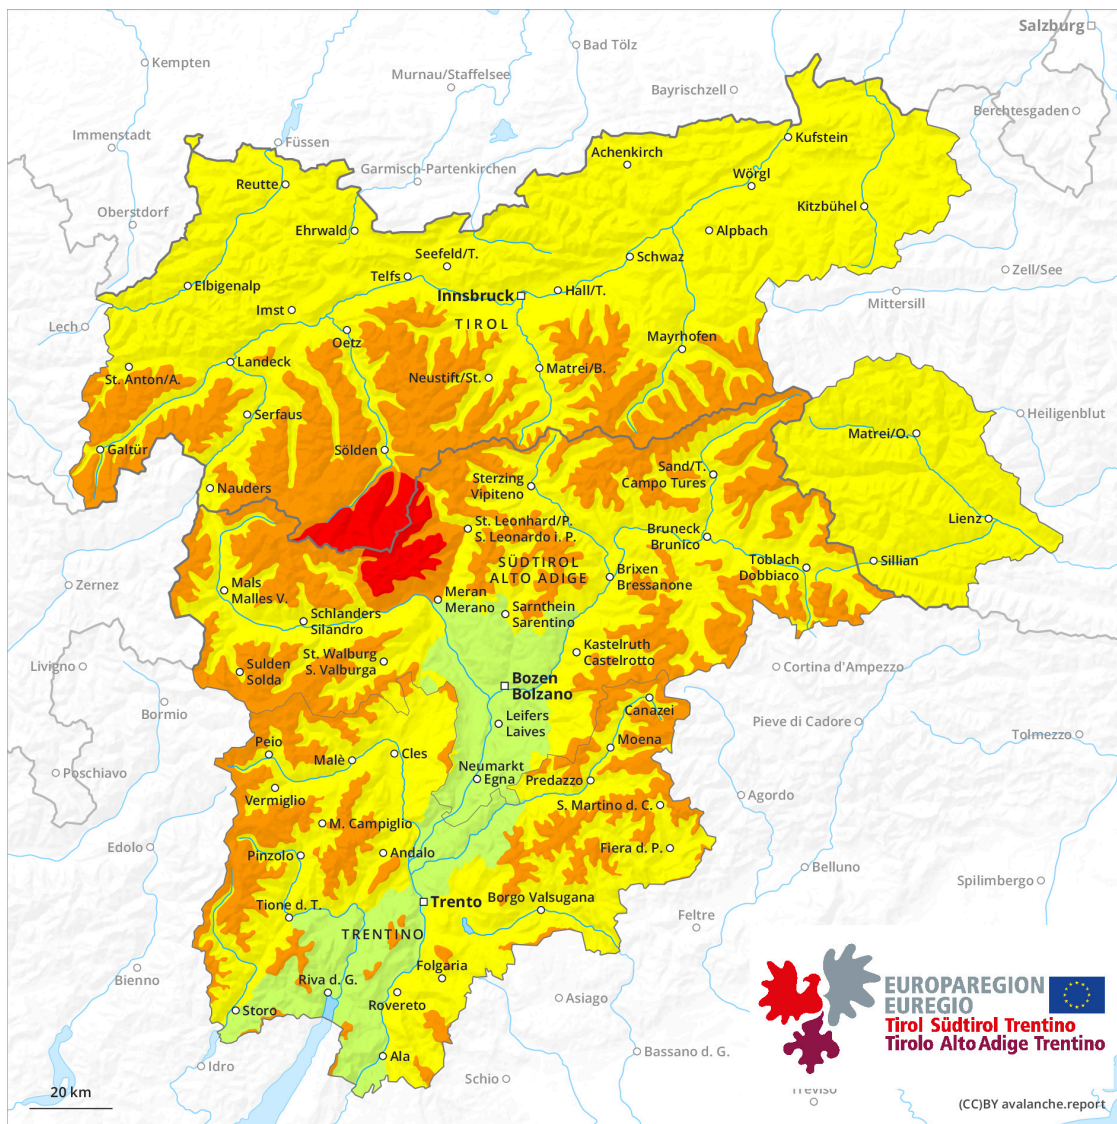 Salzburg
Bad Tölz
Kempten
Murnau/Staffelsee
Bayrischzell
Berchtesgaden
Immenstadt
Füssen
Kufstein
Achenkirch
Garmisch-Partenkirchen
Wörgl
Reutte
Oberstdorf
Kitzbühel
Ehrwald
Alpbach
Seefeld/T.
Schwaz
Zell/See
Telfs
Elbigenalp
Innsbruck
Hall/T.
Mittersill
Imst
TIROL
Lech
Oetz
Mayrhofen
Landeck
Matrei/B.
St. Anton/A.
Neustift/St.
Serfaus
Heiligenblut
Matrei/O.
Galtür
Sölden
Sand/T.
Campo Tures
Sterzing
Vipiteno
Nauders
Lienz
St. Leonhard/P.
S. Leonardo i. P.
Bruneck
Brunico
SÜDTIROL
ALTO ADIGE
Toblach
Dobbiaco
Sillian
Zernez
Mals
Malles V.
Brixen
Bressanone
Meran
Merano
Sarnthein
Sarentino
Schlanders
Silandro
Kastelruth
Castelrotto
Livigno
St. Walburg
S. Valburga
Sulden
Solda
Cortina d'Ampezzo
Bozen
Bolzano
Bormio
Canazei
Leifers
Laives
Pieve di Cadore
Tolmezzo
Peio
Moena
Malè
Cles
Poschiavo
Neumarkt
Egna
Predazzo
Vermiglio
Agordo
S. Martino d. C.
M. Campiglio
Edolo
Pinzolo
Andalo
Fiera d. P.
Belluno
Spilimbergo
Tione d. T.
Trento
Borgo Valsugana
Feltre
TRENTINO
Bienno
Folgaria
Riva d. G.
Rovereto
Asiago
Storo
EUROPAREGION
EUREGIO
Tirol Südtirol Trentino
Tirolo Alto Adige Trentino
Ala
Idro
Bassano d. G.
Schio
Treviso
20 km
(CC)BY avalanche.report